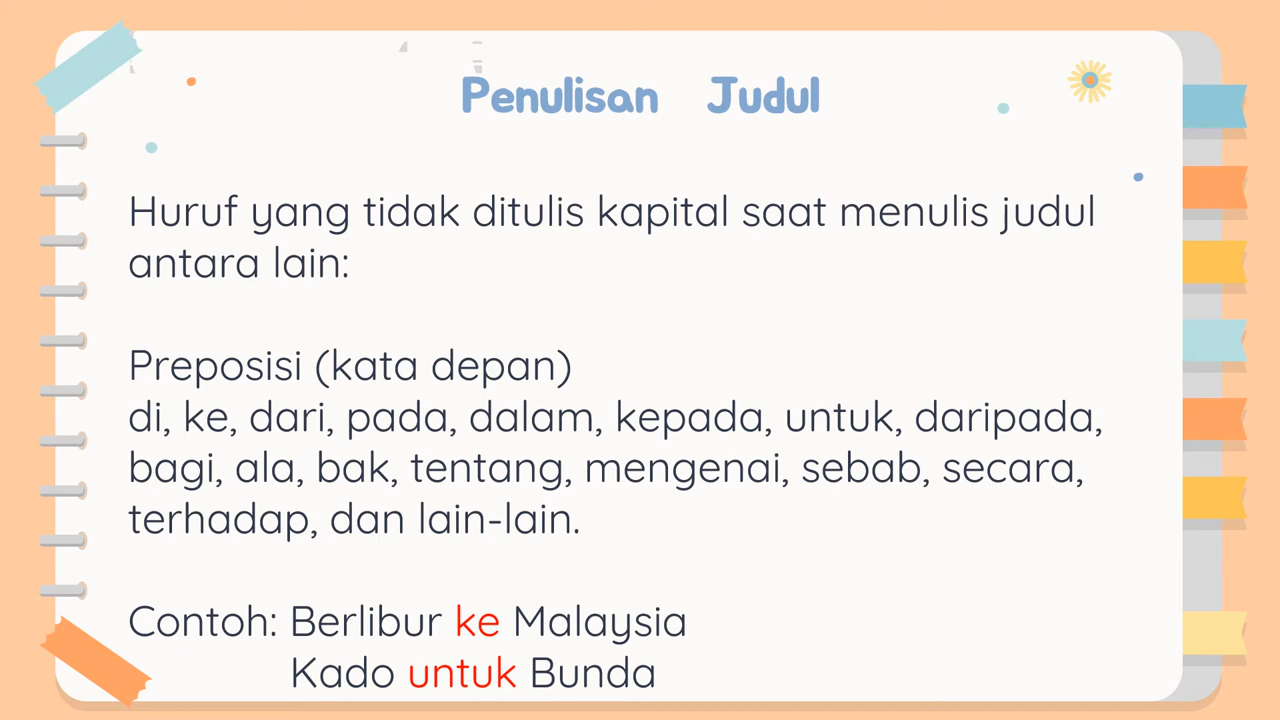 Penulisan Judul
Huruf yang tidak ditulis kapital saat menulis judul
antara lain:
Preposisi (kata depan)
di, ke, dari, pada, dalam, kepada, untuk, daripada,
bagi, ala, bak, tentang, mengenai, sebab, secara,
terhadap, dan lain-lain.
Contoh: Berlibur ke Malaysia
Kado untuk Bunda